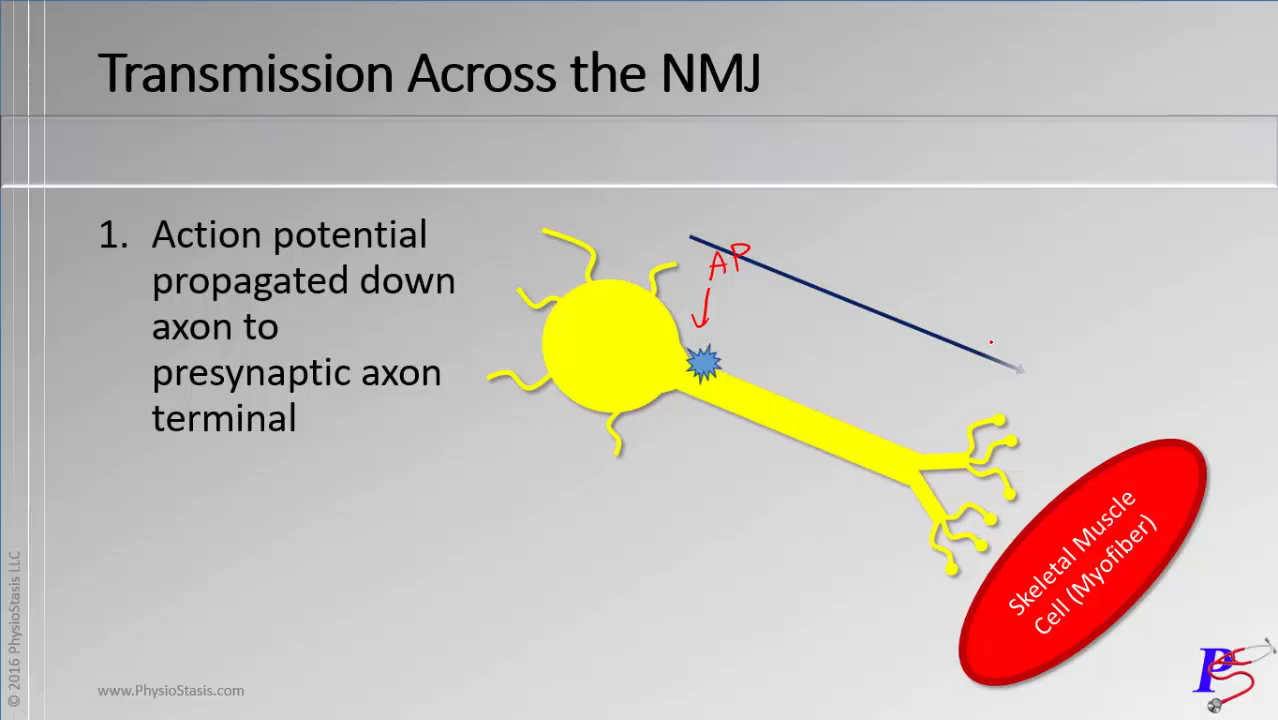 Transmission Across the NMJ
1. Action potential
propagated down
axon to
presynaptic axon
terminal
AP
Skeletal Muscle
Cell (Myofiber)
© 2016 PhysioStasis LLC
www.PhysioStasis.com
PS